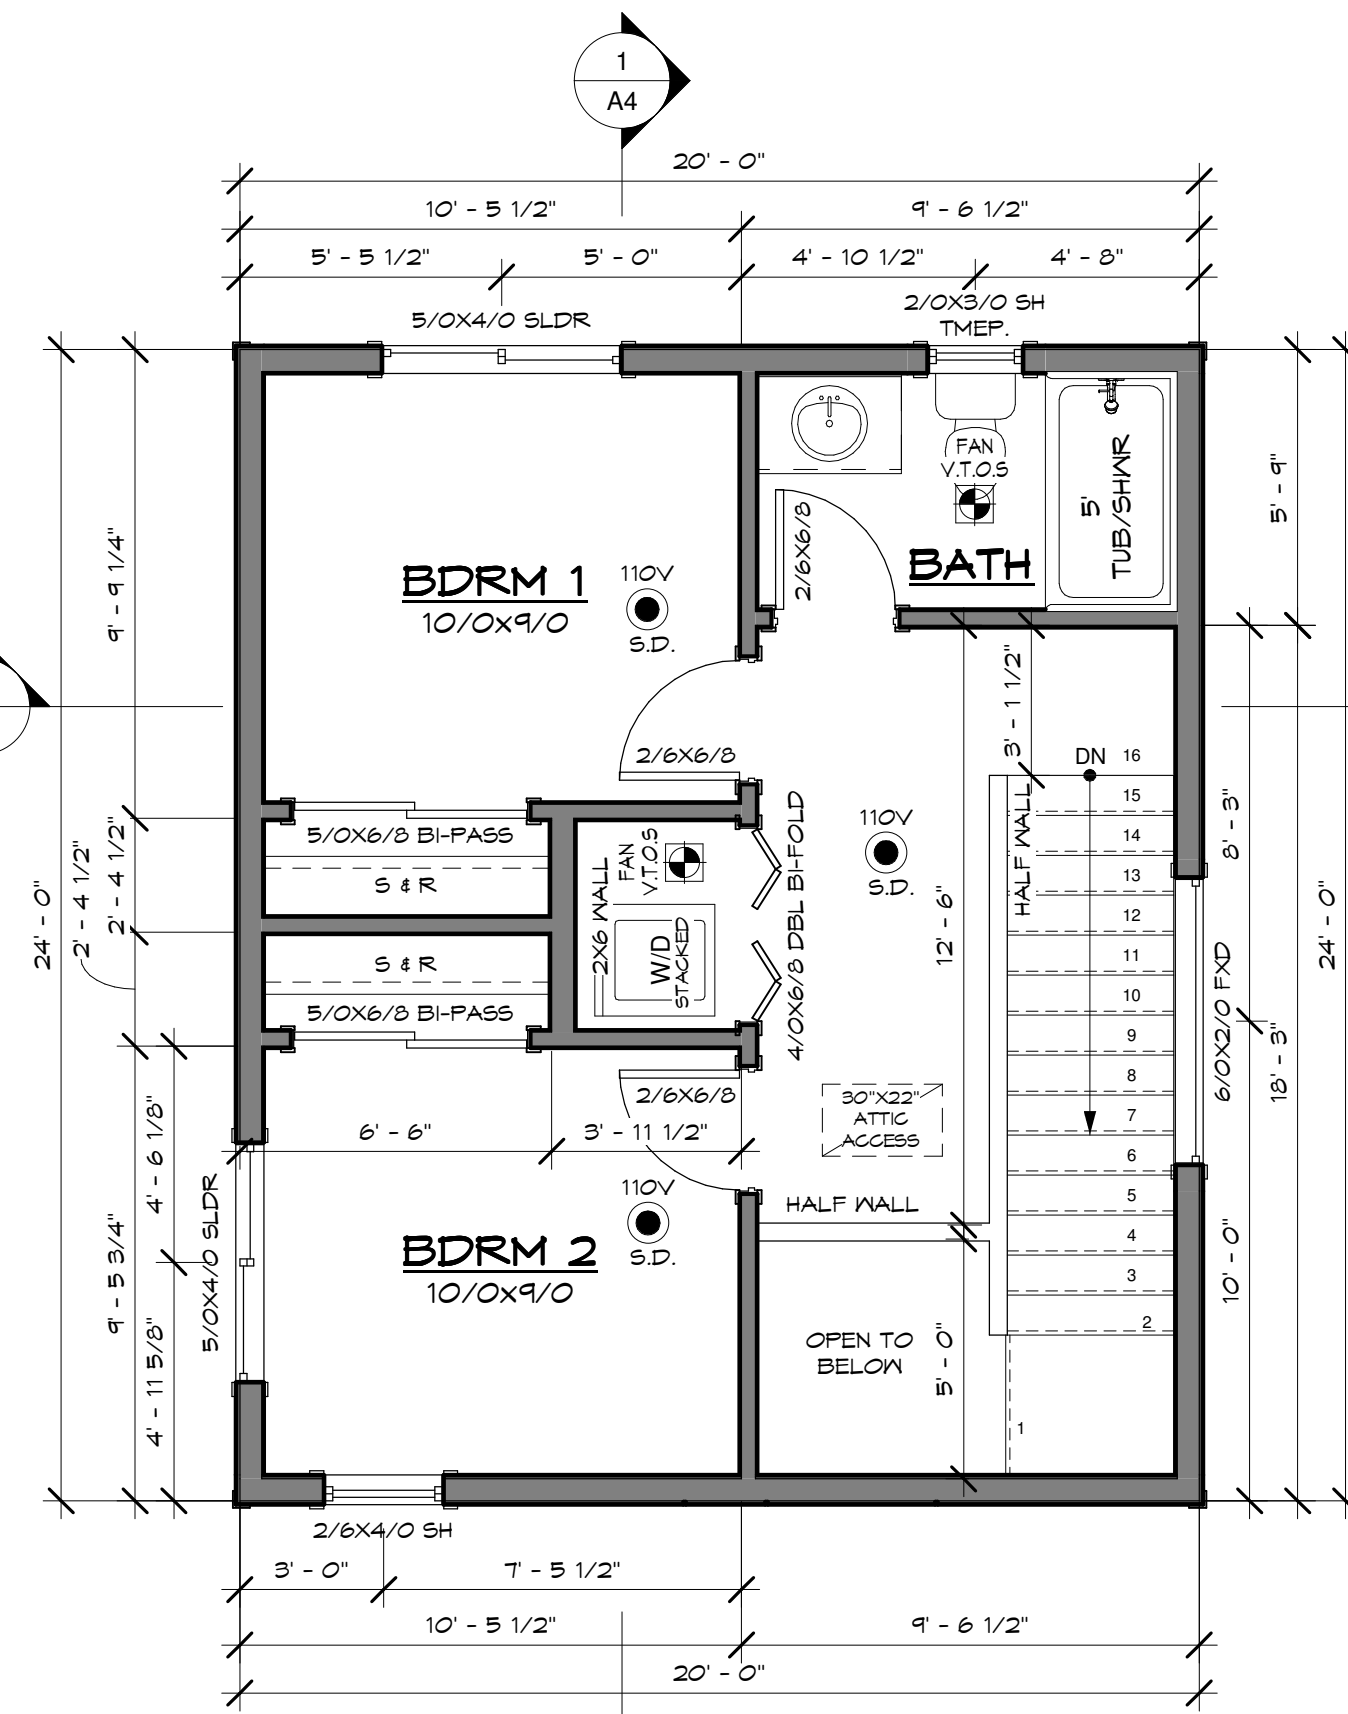 1
A4
20' - 0"
10' - 5 1/2"
9' - 6 1/2"
5' - 5 1/2"
5' - 0"
4' - 10 1/2"
4' - 8"
5/0X4/0 SLDR
2/0X3/0 SH
TMEP.
FAN
V.T.O.S
5'
TUB/SHWR
2/6X6/8
BATH
BDRM 1
10/0x9/0
110V
S.D.
9' - 9 1/4"
5' - 9"
2/6X6/8
3' - 1 1/2"
DN
16
15
14
13
12
11
10
9
8
7
6
5
4
3
2
1
HALF WALL
8' - 3"
5/0X6/8 BI-PASS
S & R
S & R
5/0X6/8 BI-PASS
2X6 WALL
FAN
V.T.O.S
W/D
STACKED
4/0X6/8 DBL BI-FOLD
110V
S.D.
12' - 6"
24' - 0"
2' - 4 1/2"
2' - 4 1/2"
6/0X2/0 FXD
18' - 3"
24' - 0"
2/6X6/8
30"X22"
ATTIC
ACCESS
6' - 6"
3' - 11 1/2"
4' - 6 1/8"
5/0X4/0 SLDR
9' - 5 3/4"
4' - 11 5/8"
110V
S.D.
HALF WALL
BDRM 2
10/0x9/0
10' - 0"
OPEN TO
BELOW
5' - 0"
2/6X4/0 SH
3' - 0"
7' - 5 1/2"
10' - 5 1/2"
9' - 6 1/2"
20' - 0"